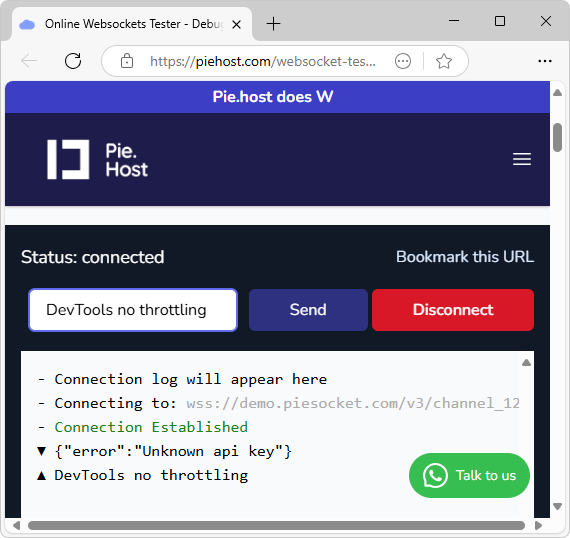 Online Websockets Tester - Debug
https://piehost.com/websocket-tes...
Pie.host does W
Pie.
Host
Status: connected
Bookmark this URL
DevTools no throttling
Send
Disconnect
- Connection log will appear here
- Connecting to: wss://demo.piesocket.com/v3/channel_12
- Connection Established
▼ {"error":"Unknown api key"}
▲ DevTools no throttling
Talk to us